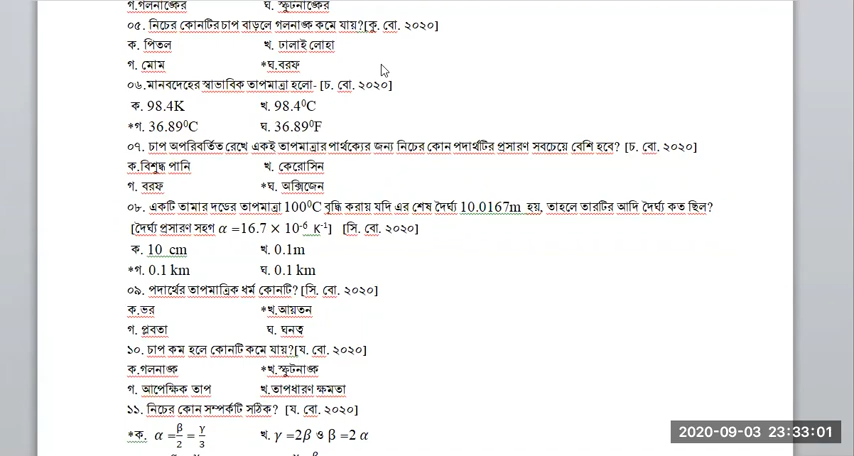 গ.গলনাঙ্কের ঘ. স্ফুটনাঙ্কের
০৫. নিচের কোনটির চাপ বাড়লে গলনাঙ্ক কমে যায়?[কু. বো. ২০২০]
ক. পিতল খ. ঢালাই লোহা
গ. মোম *ঘ.বরফ
০৬.মানবদেহের স্বাভাবিক তাপমাত্রা হলো- [চ. বো. ২০২০]
ক. 98.4K খ. 98.4⁰C
*গ. 36.89⁰C ঘ. 36.89⁰F
০৭. চাপ অপরিবর্তিত রেখে একই তাপমাত্রার পার্থক্যের জন্য নিচের কোন পদার্থটির প্রসারণ সবচেয়ে বেশি হবে? [চ. বো. ২০২০]
ক.বিশুদ্ধ পানি খ. কেরোসিন
গ. বরফ *ঘ. অক্সিজেন
০৮. একটি তামার দন্ডের তাপমাত্রা 100⁰C বৃদ্ধি করায় যদি এর শেষ দৈর্ঘ্য 10.0167m হয়, তাহলে তারটির আদি দৈর্ঘ্য কত ছিল?
[দৈর্ঘ্য প্রসারণ সহগ α =16.7 × 10⁻⁶ K⁻¹] [সি. বো. ২০২০]
ক. 10 cm খ. 0.1m
*গ. 0.1 km ঘ. 0.1 km
০৯. পদার্থের তাপমাত্রিক ধর্ম কোনটি? [সি. বো. ২০২০]
ক.ভর *খ.আয়তন
গ. প্লবতা ঘ. ঘনত্ব
১০. চাপ কম হলে কোনটি কমে যায়?[য. বো. ২০২০]
ক.গলনাঙ্ক *খ.স্ফুটনাঙ্ক
গ. আপেক্ষিক তাপ খ.তাপধারণ ক্ষমতা
১১. নিচের কোন সম্পর্কটি সঠিক? [য. বো. ২০২০]
*ক. α = β/2 = γ/3 খ. γ =2β ও β =2 α
2020-09-03 23:33:01